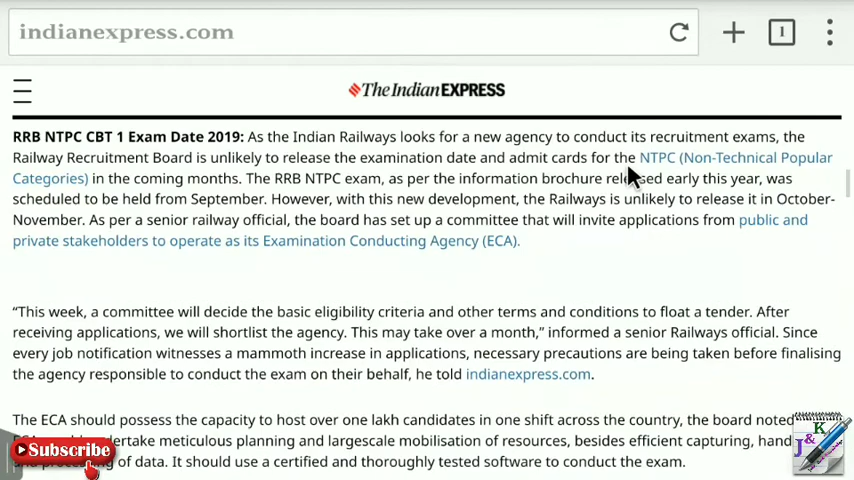 indianexpress.com
1
The Indian EXPRESS
RRB NTPC CBT 1 Exam Date 2019: As the Indian Railways looks for a new agency to conduct its recruitment exams, the
Railway Recruitment Board is unlikely to release the examination date and admit cards for the NTPC (Non-Technical Popular
Categories) in the coming months. The RRB NTPC exam, as per the information brochure released early this year, was
scheduled to be held from September. However, with this new development, the Railways is unlikely to release it in October-
November. As per a senior railway official, the board has set up a committee that will invite applications from public and
private stakeholders to operate as its Examination Conducting Agency (ECA).
“This week, a committee will decide the basic eligibility criteria and other terms and conditions to float a tender. After
receiving applications, we will shortlist the agency. This may take over a month,” informed a senior Railways official. Since
every job notification witnesses a mammoth increase in applications, necessary precautions are being taken before finalising
the agency responsible to conduct the exam on their behalf, he told indianexpress.com.
The ECA should possess the capacity to host over one lakh candidates in one shift across the country, the board noted
undertake meticulous planning and largescale mobilisation of resources, besides efficient capturing,
of data. It should use a certified and thoroughly tested software to conduct the exam.
Subscribe
J&K